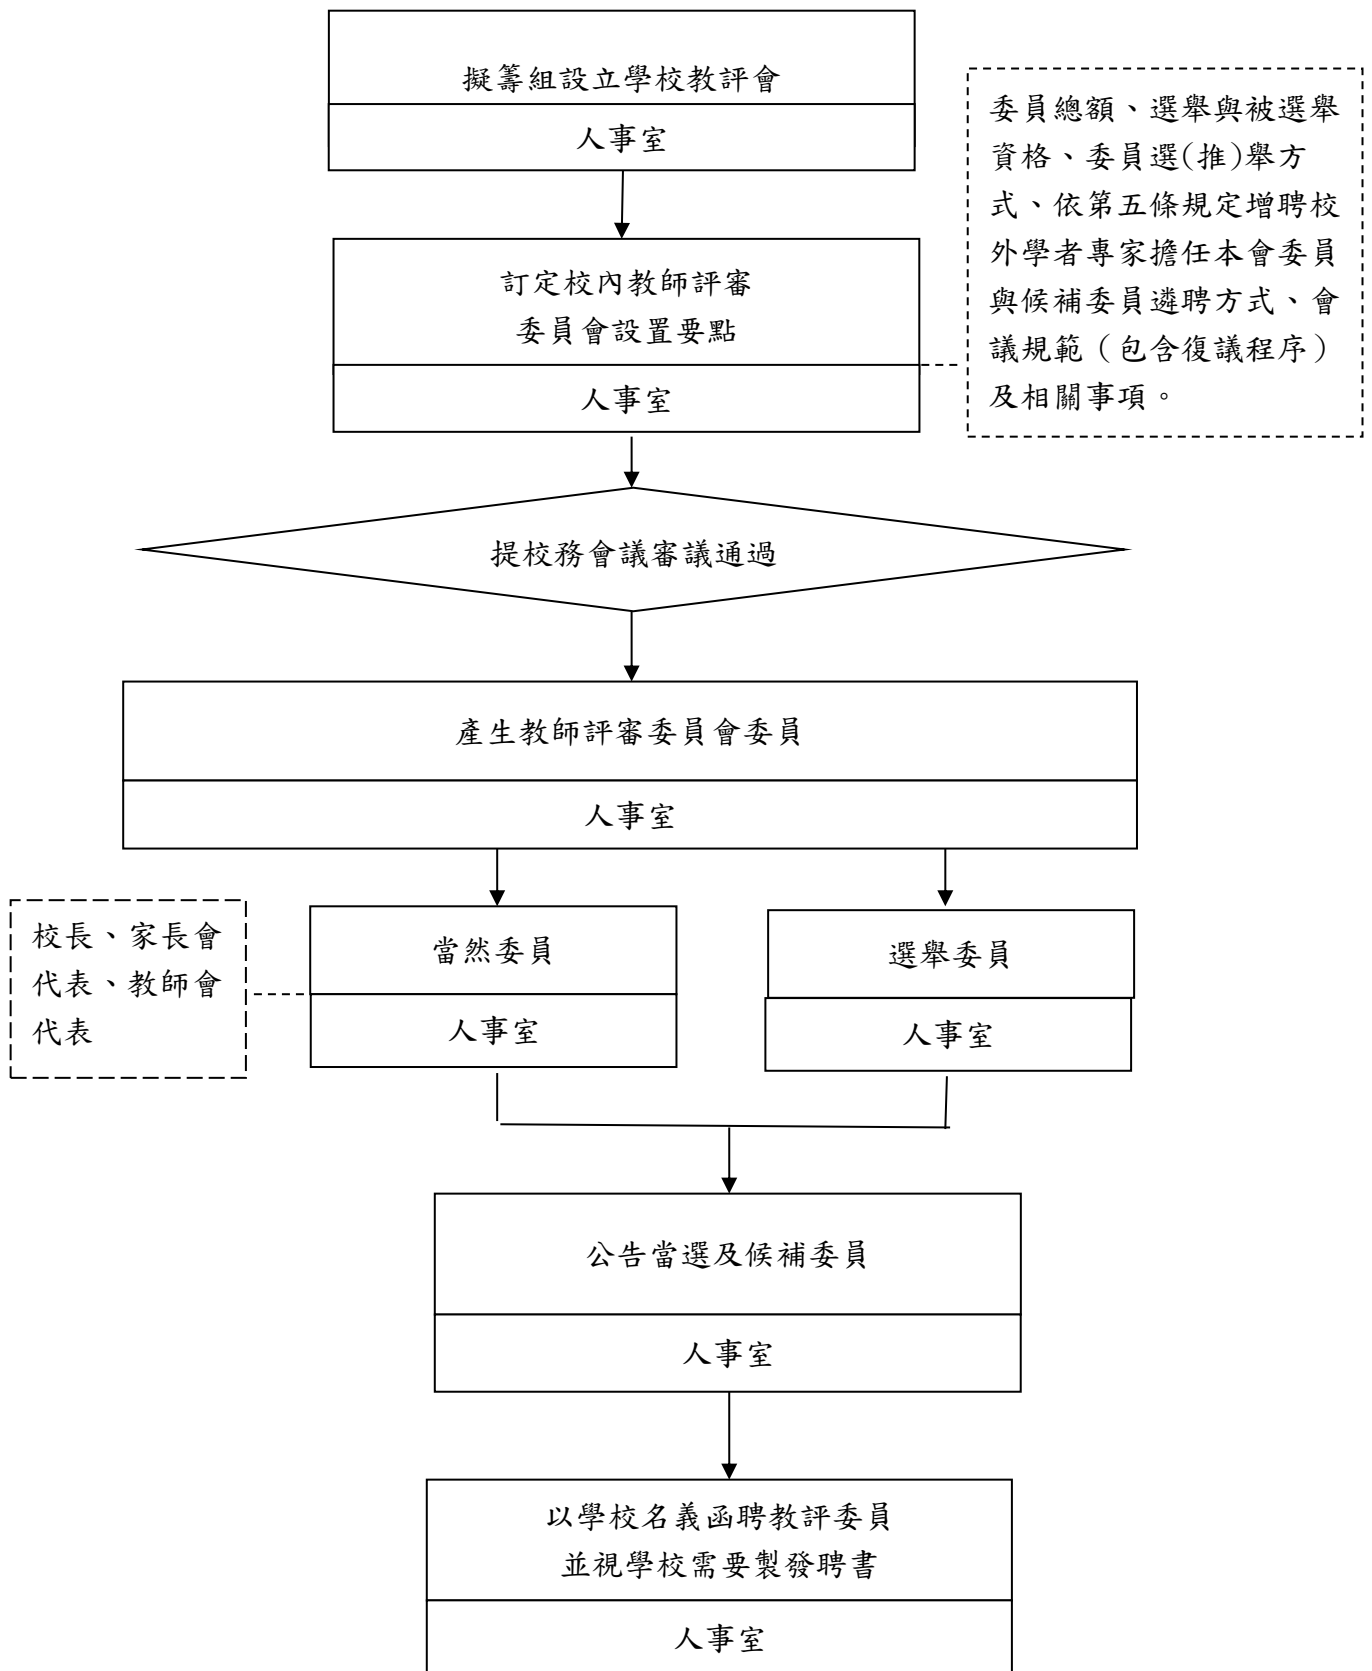 擬籌組設立學校教評會
人事室
委員總額、選舉與被選舉
資格、委員選(推)舉方
式、依第五條規定增聘校
外學者專家擔任本會委員
與候補委員遴聘方式、會
議規範（包含復議程序）
及相關事項。
訂定校內教師評審
委員會設置要點
人事室
提校務會議審議通過
產生教師評審委員會委員
人事室
校長、家長會
代表、教師會
代表
當然委員
人事室
選舉委員
人事室
公告當選及候補委員
人事室
以學校名義函聘教評委員
並視學校需要製發聘書
人事室